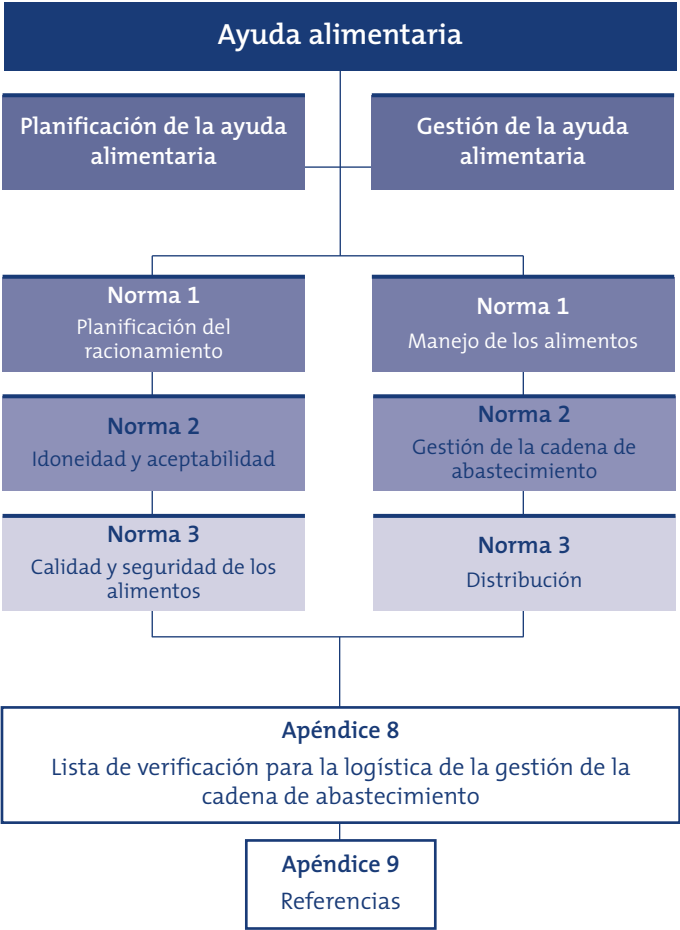 Ayuda alimentaria
Planificación de la ayuda
alimentaria
Gestión de la ayuda
alimentaria
Norma 1
Planificación del
racionamiento
Norma 1
Manejo de los alimentos
Norma 2
Idoneidad y aceptabilidad
Norma 2
Gestión de la cadena de
abastecimiento
Norma 3
Calidad y seguridad de los
alimentos
Norma 3
Distribución
Apéndice 8
Lista de verificación para la logística de la gestión de la
cadena de abastecimiento
Apéndice 9
Referencias